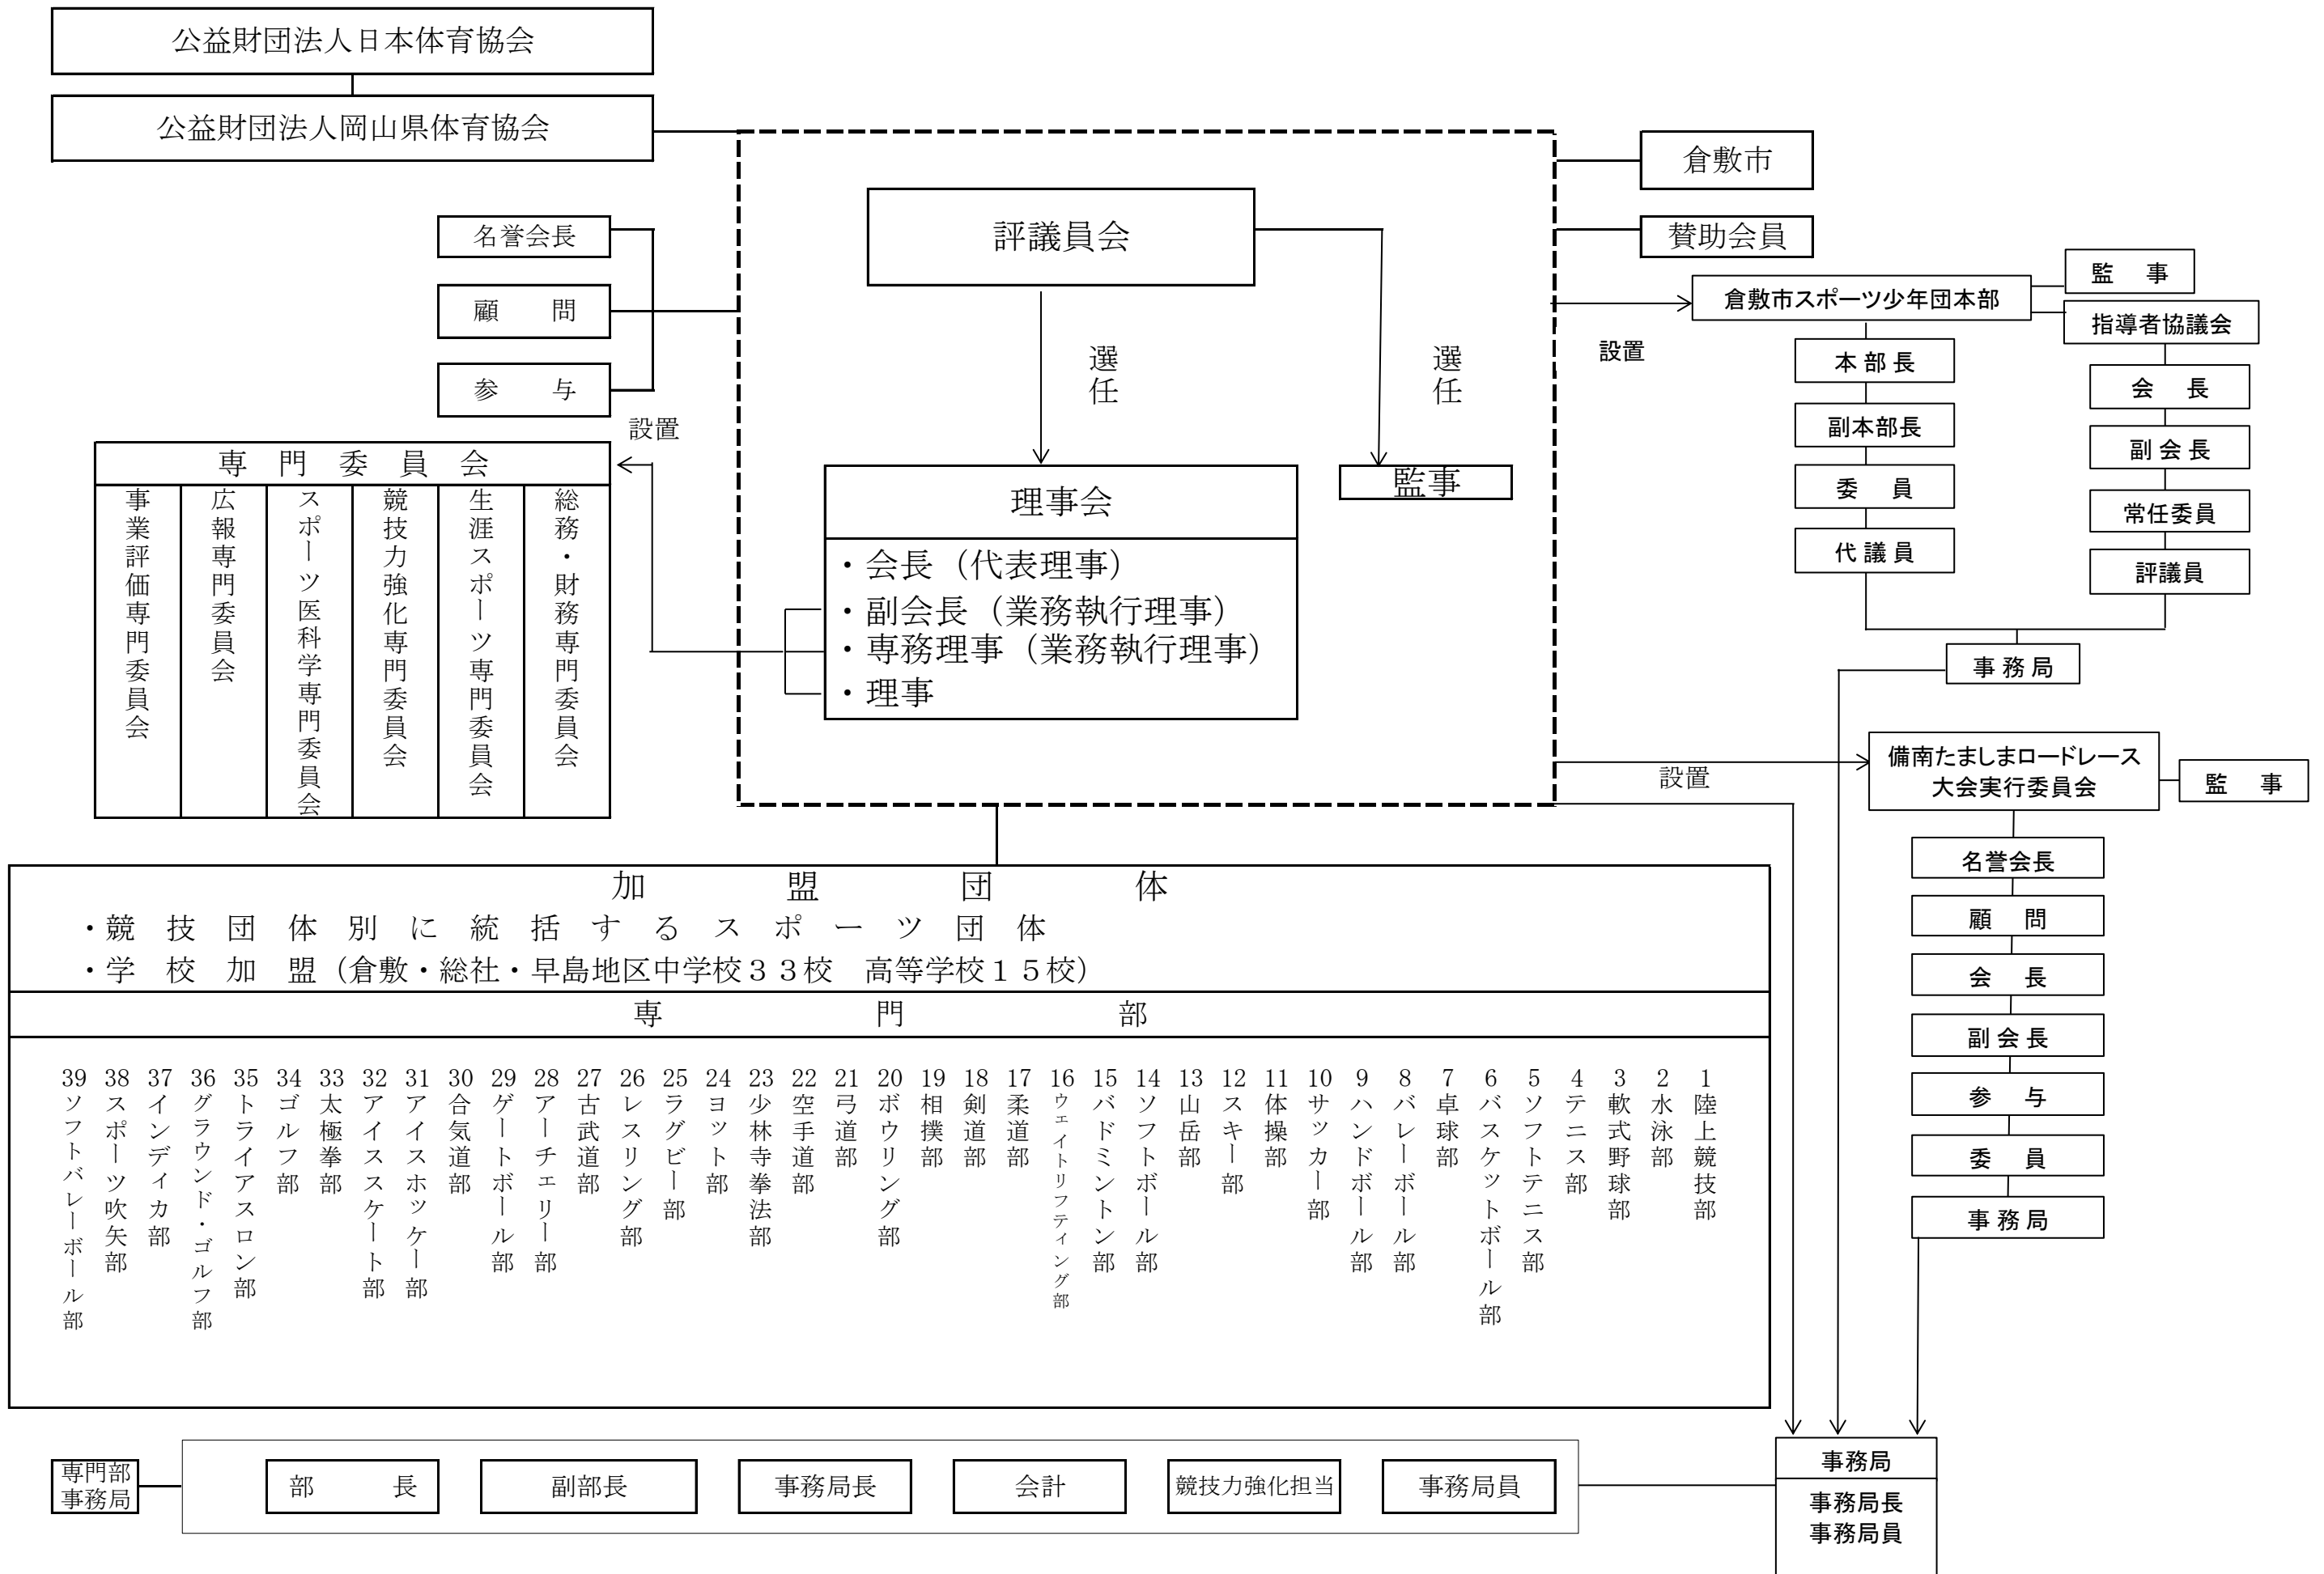 公益財団法人日本体育協会
公益財団法人岡山県体育協会
倉敷市
賛助会員
名誉会長
顧　　問
参　　与
評議員会
選任
選任
設置
理事会
・会長（代表理事）
・副会長（業務執行理事）
・専務理事（業務執行理事）
・理事
監事
専　門　委　員　会
総務・財務専門委員会
生涯スポーツ専門委員会
競技力強化専門委員会
スポーツ医科学専門委員会
広報専門委員会
事業評価専門委員会
設置
倉敷市スポーツ少年団本部
監　事
指導者協議会
本 部 長
副本部長
委　員
代 議 員
会　長
副 会 長
常任委員
評議員
事 務 局
設置
備南たましまロードレース
大会実行委員会
監　事
名誉会長
顧　問
会　長
副 会 長
参　与
委　員
事 務 局
加　盟　団　体
・競　技　団　体　別　に　統　括　す　る　ス　ポ　ー　ツ　団　体
・学　校　加　盟（倉敷・総社・早島地区中学校３３校　高等学校１５校）
専　門　部
1 陸上競技部
2 水泳部
3 軟式野球部
4 テニス部
5 ソフトテニス部
6 バスケットボール部
7 卓球部
8 バレーボール部
9 ハンドボール部
10 サッカー部
11 体操部
12 スキー部
13 山岳部
14 ソフトボール部
15 バドミントン部
16 ウェイトリフティング部
17 柔道部
18 剣道部
19 相撲部
20 ボウリング部
21 弓道部
22 空手道部
23 少林寺拳法部
24 ヨット部
25 ラグビー部
26 レスリング部
27 古武道部
28 アーチェリー部
29 ゲートボール部
30 合気道部
31 アイスホッケー部
32 アイススケート部
33 太極拳部
34 ゴルフ部
35 トライアスロン部
36 グラウンド・ゴルフ部
37 インディカ部
38 スポーツ吹矢部
39 ソフトバレーボール部
専門部
事務局
部　　長
副部長
事務局長
会計
競技力強化担当
事務局員
事務局
事務局長
事務局員